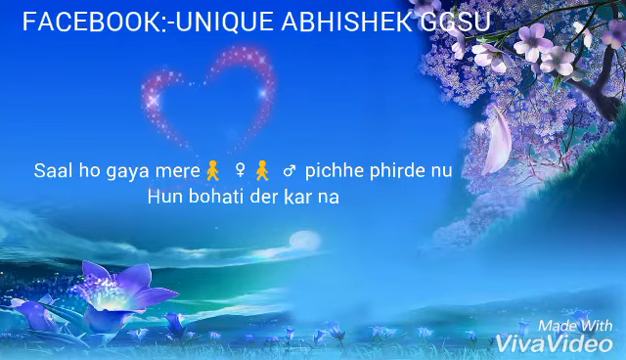 FACEBOOK:-UNIQUE ABHISHEK GGSU
Saal ho gaya mere🚶 ♀ 🚶 ♂ pichhe phirde nu
Hun bohati der kar na
Made With
VivaVideo